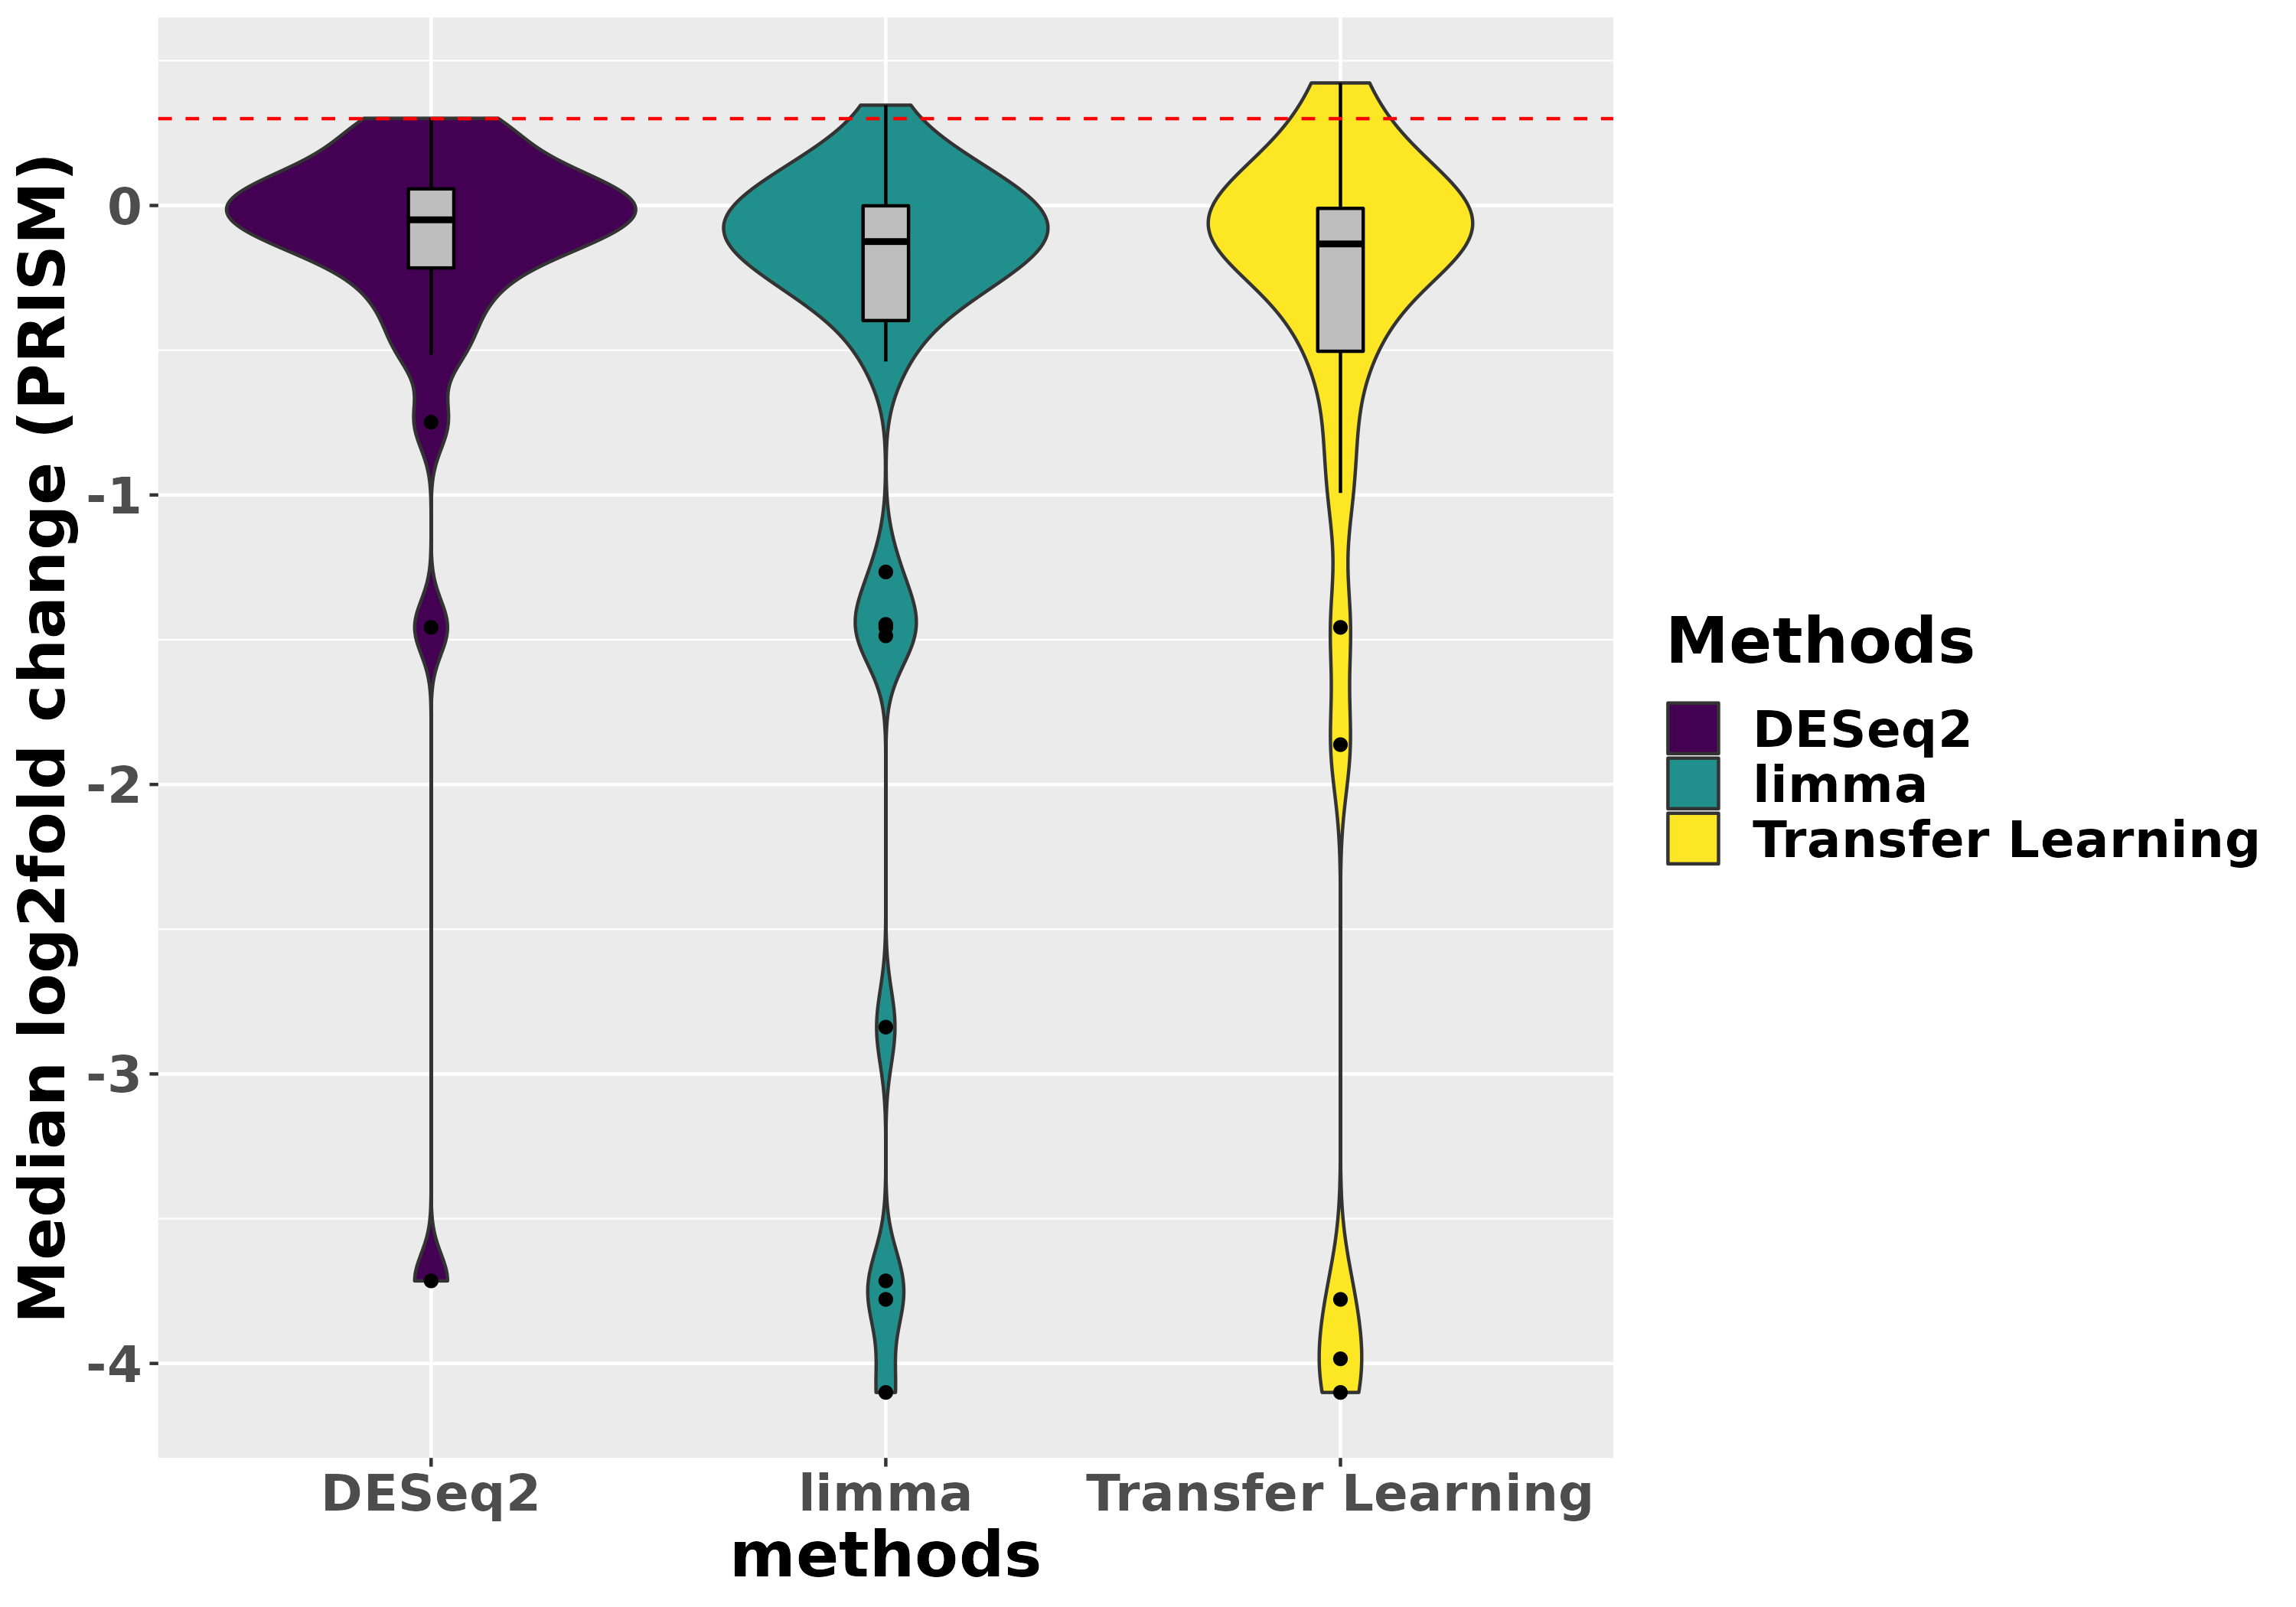 Median log2fold change (PRISM)
0
-1
-2
-3
-4
DESeq2
limma
Transfer Learning
methods
Methods
DESeq2
limma
Transfer Learning